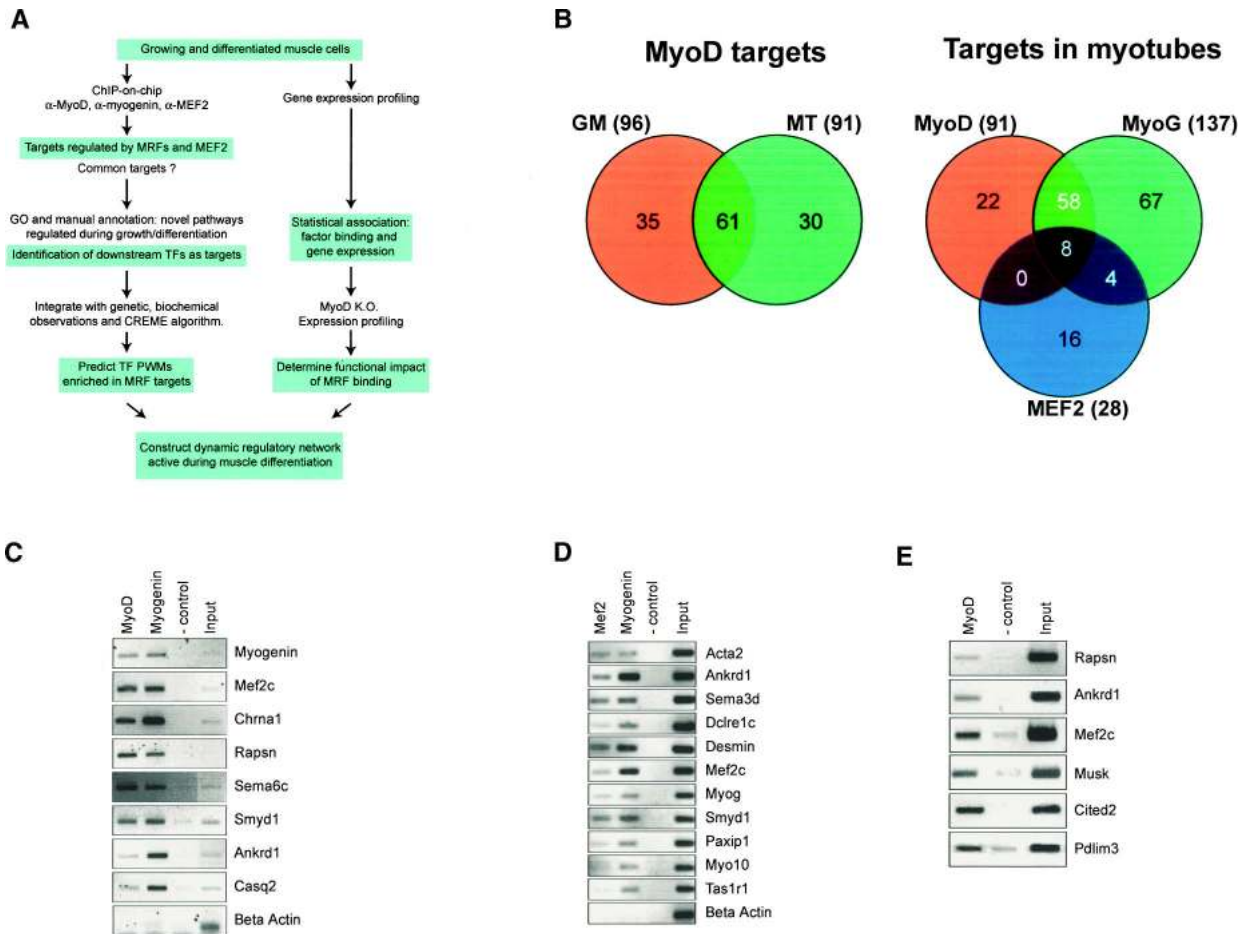 A
Growing and differentiated muscle cells
ChIP-on-chip
α-MyoD, α-myogenin, α-MEF2
Gene expression profiling
Targets regulated by MRFs and MEF2
Common targets ?
GO and manual annotation: novel pathways
regulated during growth/differentiation
Identification of downstream TFs as targets
Statistical association:
factor binding and
gene expression
Integrate with genetic, biochemical
observations and CREME algorithm.
MyoD K.O.
Expression profiling
Predict TF PWMs
enriched in MRF targets
Determine functional impact
of MRF binding
Construct dynamic regulatory network
active during muscle differentiation
B
MyoD targets
GM (96)
MT (91)
35
61
30
Targets in myotubes
MyoD (91)
MyoG (137)
22
58
67
8
0
4
16
MEF2 (28)
C
MyoD
Myogenin
- control
Input
Myogenin
Mef2c
Chrna1
Rapsn
Sema6c
Smyd1
Ankrd1
Casq2
Beta Actin
D
Mef2
Myogenin
- control
Input
Acta2
Ankrd1
Sema3d
Dclre1c
Desmin
Mef2c
Myog
Smyd1
Paxip1
Myo10
Tas1r1
Beta Actin
E
MyoD
- control
Input
Rapsn
Ankrd1
Mef2c
Musk
Cited2
Pdlim3